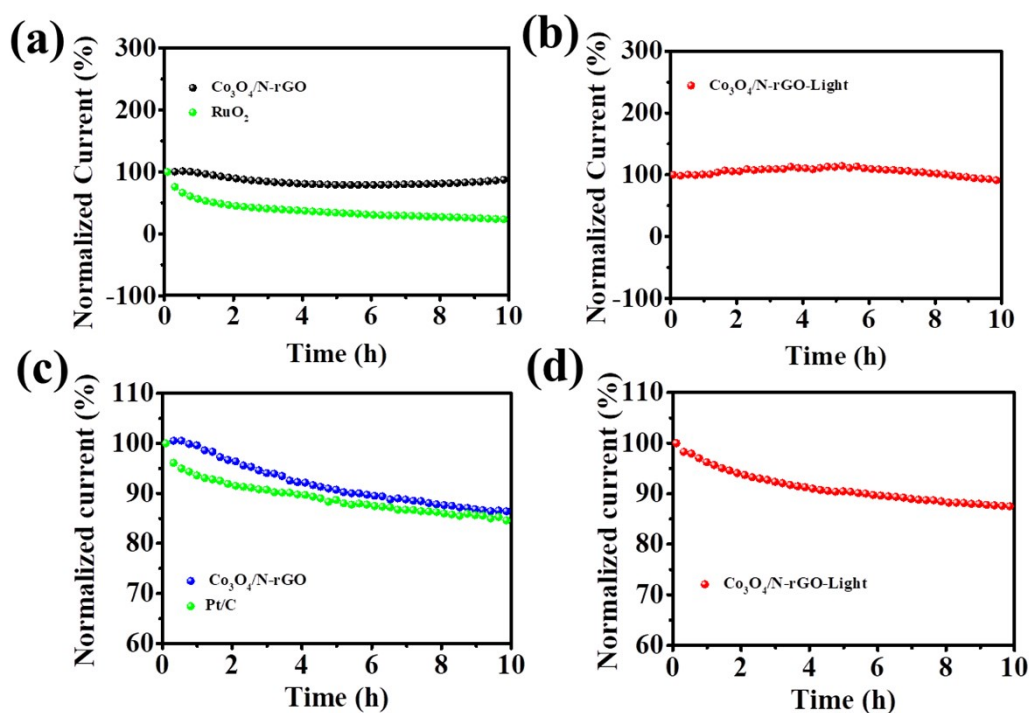 (a)
Normalized Current (%)
300
200
100
0
-100
Co₃O₄/N-rGO
RuO₂
0 2 4 6 8 10
Time (h)
(b)
Normalized Current (%)
300
200
100
0
-100
Co₃O₄/N-rGO-Light
0 2 4 6 8 10
Time (h)
(c)
Normalized current (%)
110
100
90
80
70
60
Co₃O₄/N-rGO
Pt/C
0 2 4 6 8 10
Time (h)
(d)
Normalized current (%)
110
100
90
80
70
60
Co₃O₄/N-rGO-Light
0 2 4 6 8 10
Time (h)